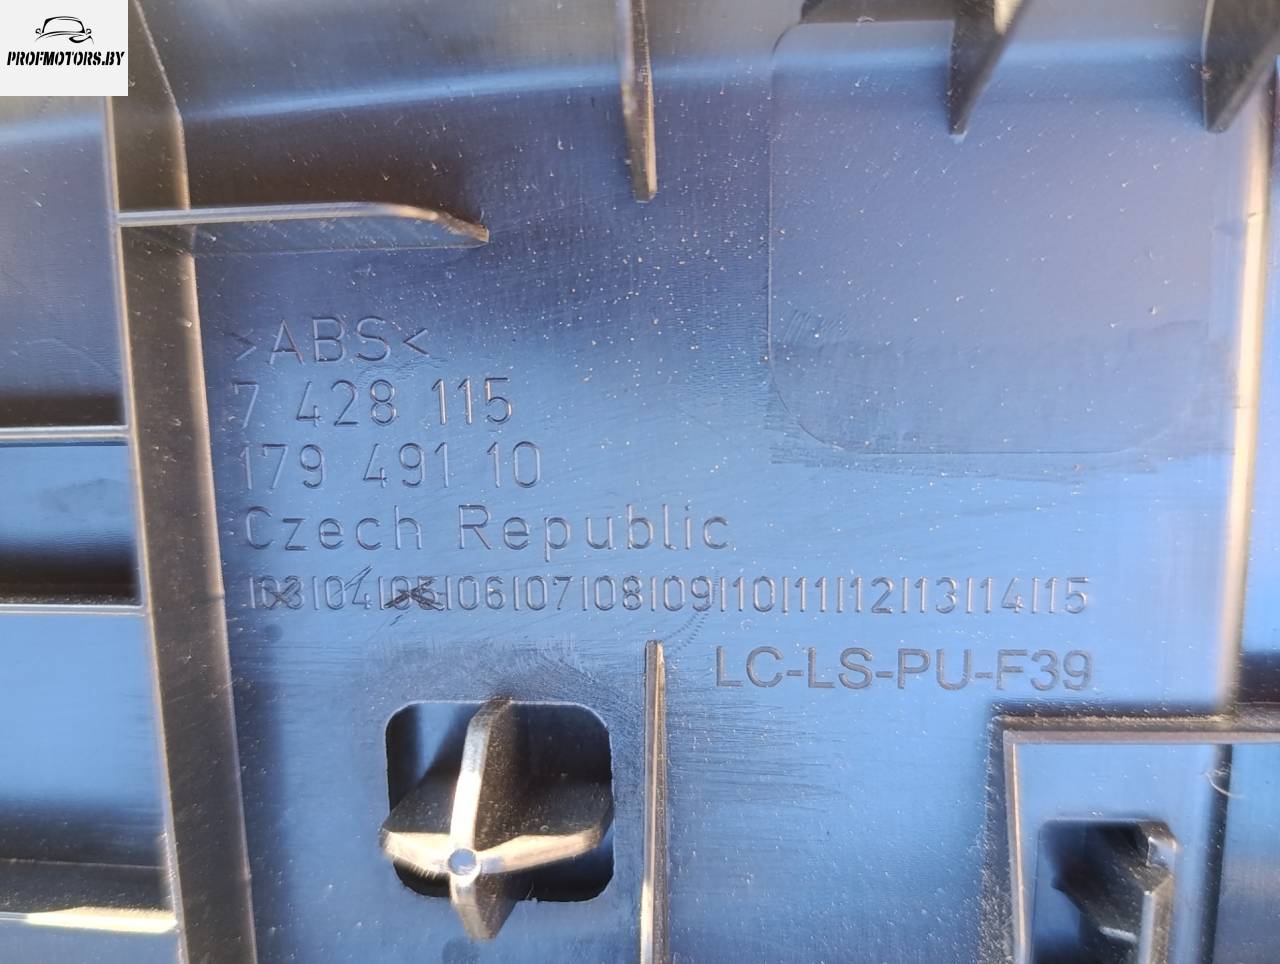 PROFMOTORS.BY
>ABS<
7 428 115
179 491 10
Czech Republic
|03|04|05|06|07|08|09|10|11|12|13|14|15
LC-LS-PU-F39